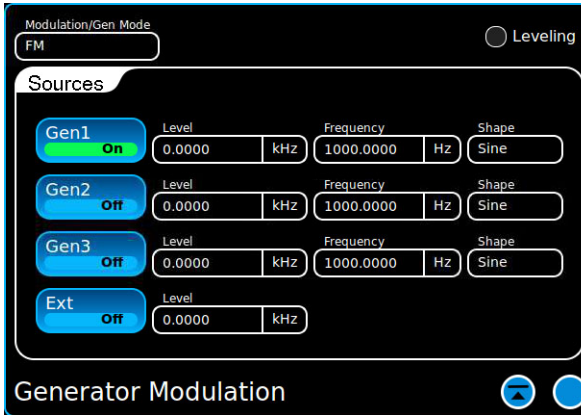 Modulation/Gen Mode
FM
Leveling
Sources
Gen1 On
Level
0.0000 kHz
Frequency
1000.0000 Hz
Shape
Sine
Gen2 Off
Level
0.0000 kHz
Frequency
1000.0000 Hz
Shape
Sine
Gen3 Off
Level
0.0000 kHz
Frequency
1000.0000 Hz
Shape
Sine
Ext Off
Level
0.0000 kHz
Generator Modulation